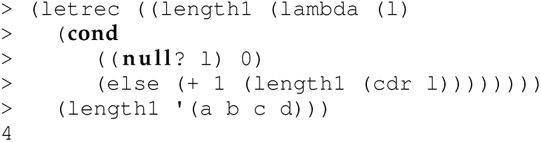 > (letrec ((length1 (lambda (l)
>    (cond
>       ((null? l) 0)
>       (else (+ 1 (length1 (cdr l))))))))
>    (length1 '(a b c d)))
4